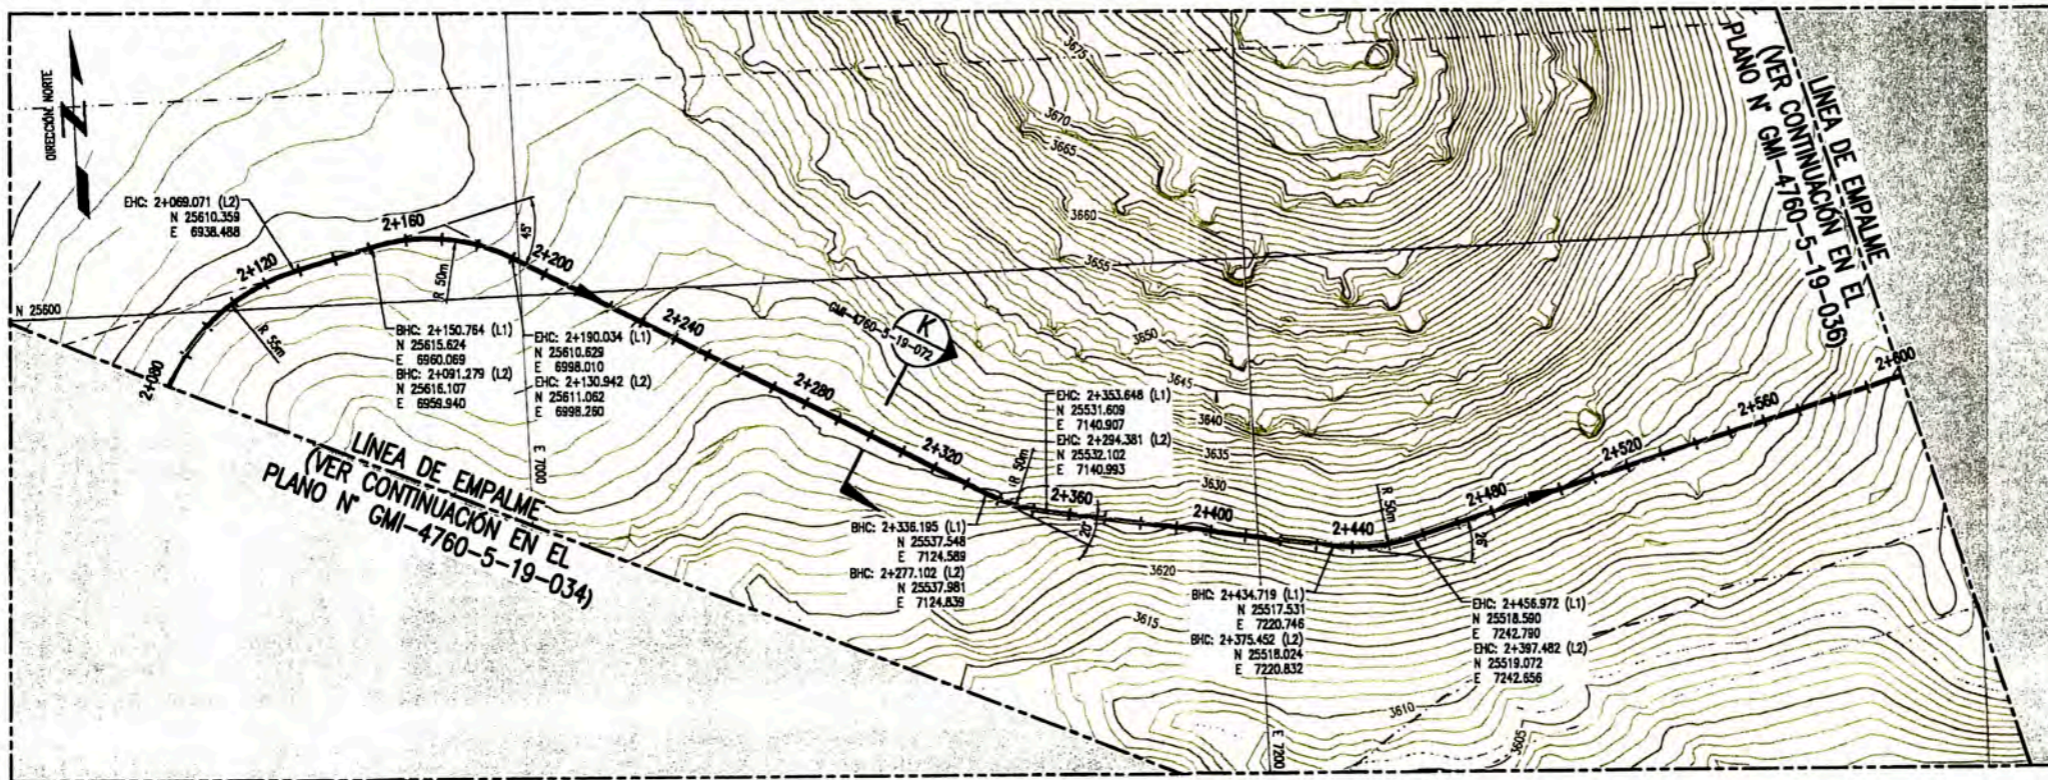 DIRECCIÓN NORTE
N
EHC: 2+069.071 (L2)
N 25610.359
E 6938.488
2+080
2+120
2+160
2+200
2+240
2+280
2+320
2+360
2+400
2+440
2+480
2+520
2+560
2+600
N 25600
R 55m
R 50m
45°
BHC: 2+150.764 (L1)
N 25615.624
E 6960.069
BHC: 2+091.279 (L2)
N 25616.107
E 6959.940
EHC: 2+190.034 (L1)
N 25610.629
E 6998.010
EHC: 2+130.942 (L2)
N 25611.062
E 6998.260
E 7000
K
GMI-4760-5-19-072
LÍNEA DE EMPALME
(VER CONTINUACIÓN EN EL
PLANO N° GMI-4760-5-19-034)
EHC: 2+353.648 (L1)
N 25531.609
E 7140.907
EHC: 2+294.381 (L2)
N 25532.102
E 7140.993
R 50m
20°
BHC: 2+336.195 (L1)
N 25537.548
E 7124.589
BHC: 2+277.102 (L2)
N 25537.981
E 7124.839
R 50m
26°
BHC: 2+434.719 (L1)
N 25517.531
E 7220.746
BHC: 2+375.452 (L2)
N 25518.024
E 7220.832
EHC: 2+456.972 (L1)
N 25518.590
E 7242.790
EHC: 2+397.482 (L2)
N 25519.072
E 7242.656
E 7200
3675
3670
3665
3660
3655
3650
3645
3640
3635
3630
3620
3615
3610
3605
LÍNEA DE EMPALME
(VER CONTINUACIÓN EN EL
PLANO N° GMI-4760-5-19-036)